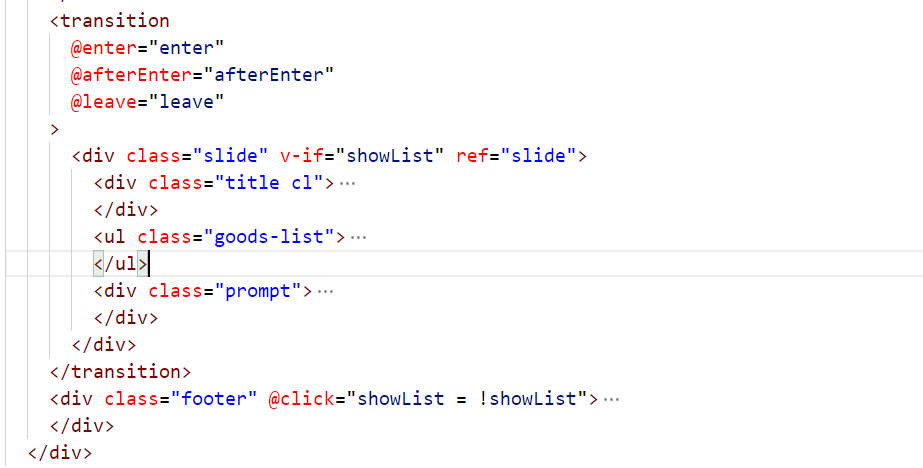 <transition
@enter="enter"
@afterEnter="afterEnter"
@leave="leave"
>
<div class="slide" v-if="showList" ref="slide">
<div class="title cl">···
</div>
<ul class="goods-list">···
</ul>
<div class="prompt">···
</div>
</div>
</transition>
<div class="footer" @click="showList = !showList">···
</div>
</div>